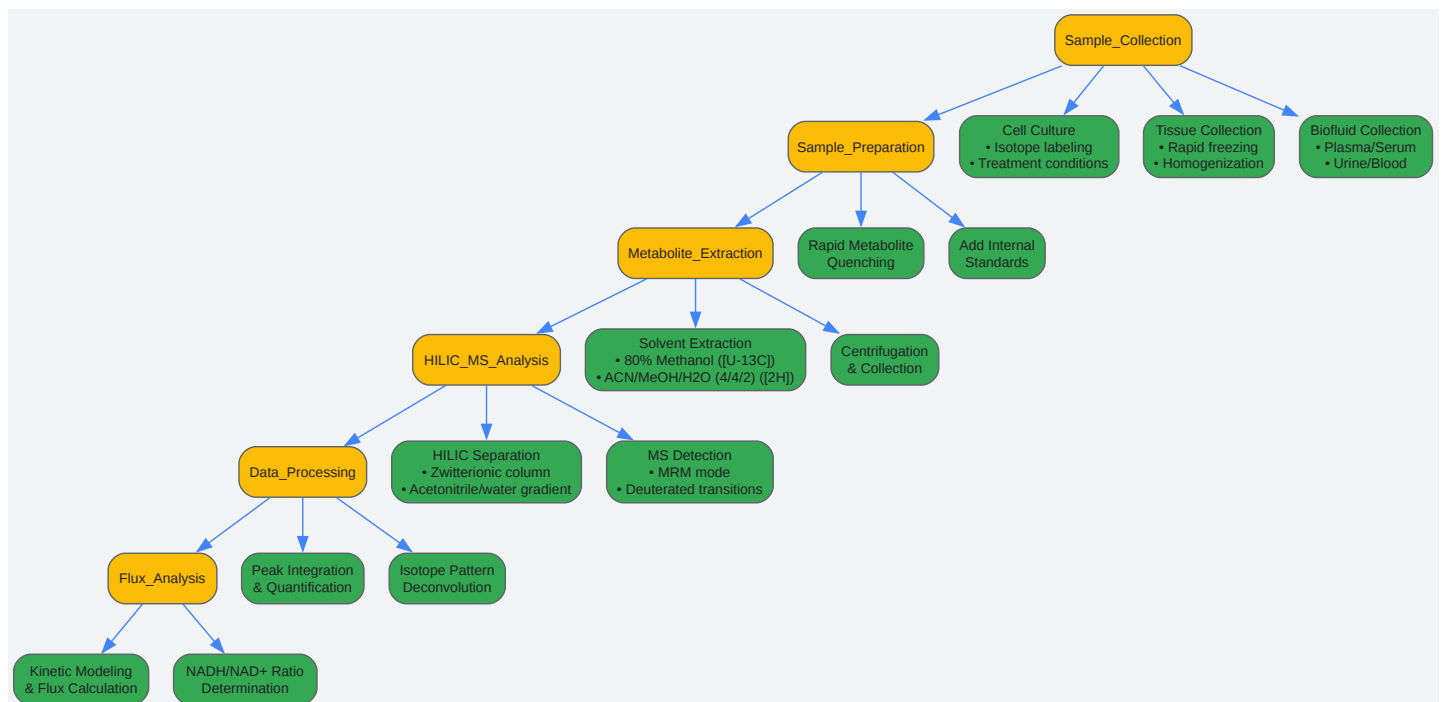 Sample_Collection
Sample_Preparation
Cell Culture
• Isotope labeling
• Treatment conditions
Tissue Collection
• Rapid freezing
• Homogenization
Biofluid Collection
• Plasma/Serum
• Urine/Blood
Metabolite_Extraction
Rapid Metabolite
Quenching
Add Internal
Standards
HILIC_MS_Analysis
Solvent Extraction
• 80% Methanol ([U-13C])
• ACN/MeOH/H2O (4/4/2) ([2H])
Centrifugation
& Collection
Data_Processing
HILIC Separation
• Zwitterionic column
• Acetonitrile/water gradient
MS Detection
• MRM mode
• Deuterated transitions
Flux_Analysis
Peak Integration
& Quantification
Isotope Pattern
Deconvolution
Kinetic Modeling
& Flux Calculation
NADH/NAD+ Ratio
Determination